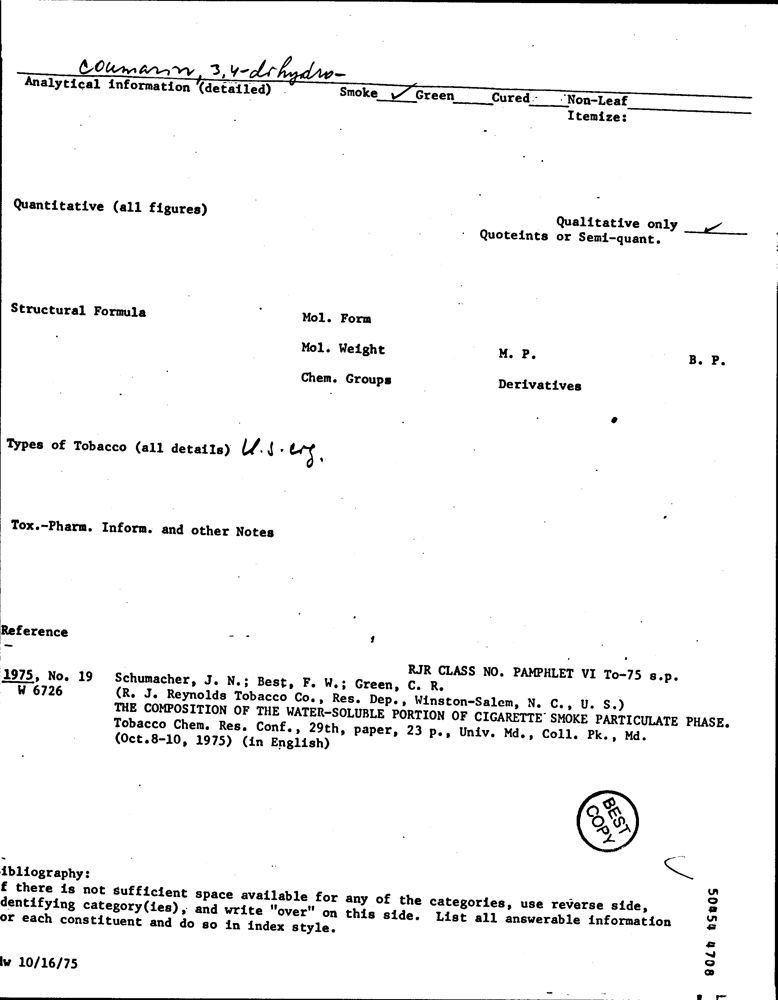 coumarin, 3,4-dihydro-
Analytical information (detailed) Smoke ✓ Green Cured Non-Leaf
Itemize:
Quantitative (all figures)
Qualitative only ✓
Quoteints or Semi-quant.
Structural Formula
Mol. Form
Mol. Weight M. P. B. P.
Chem. Groups Derivatives
Types of Tobacco (all details) U.S. cig.
Tox.-Pharm. Inform. and other Notes
Reference
RJR CLASS NO. PAMPHLET VI To-75 s.p.
1975, No. 19 Schumacher, J. N.; Best, F. W.; Green, C. R.
W 6726 (R. J. Reynolds Tobacco Co., Res. Dep., Winston-Salem, N. C., U. S.)
THE COMPOSITION OF THE WATER-SOLUBLE PORTION OF CIGARETTE SMOKE PARTICULATE PHASE.
Tobacco Chem. Res. Conf., 29th, paper, 23 p., Univ. Md., Coll. Pk., Md.
(Oct.8-10, 1975) (in English)
BEST
COPY
ibliography:
f there is not sufficient space available for any of the categories, use reverse side,
dentifying category(ies), and write "over" on this side. List all answerable information
or each constituent and do so in index style.
lw 10/16/75
50454 4708